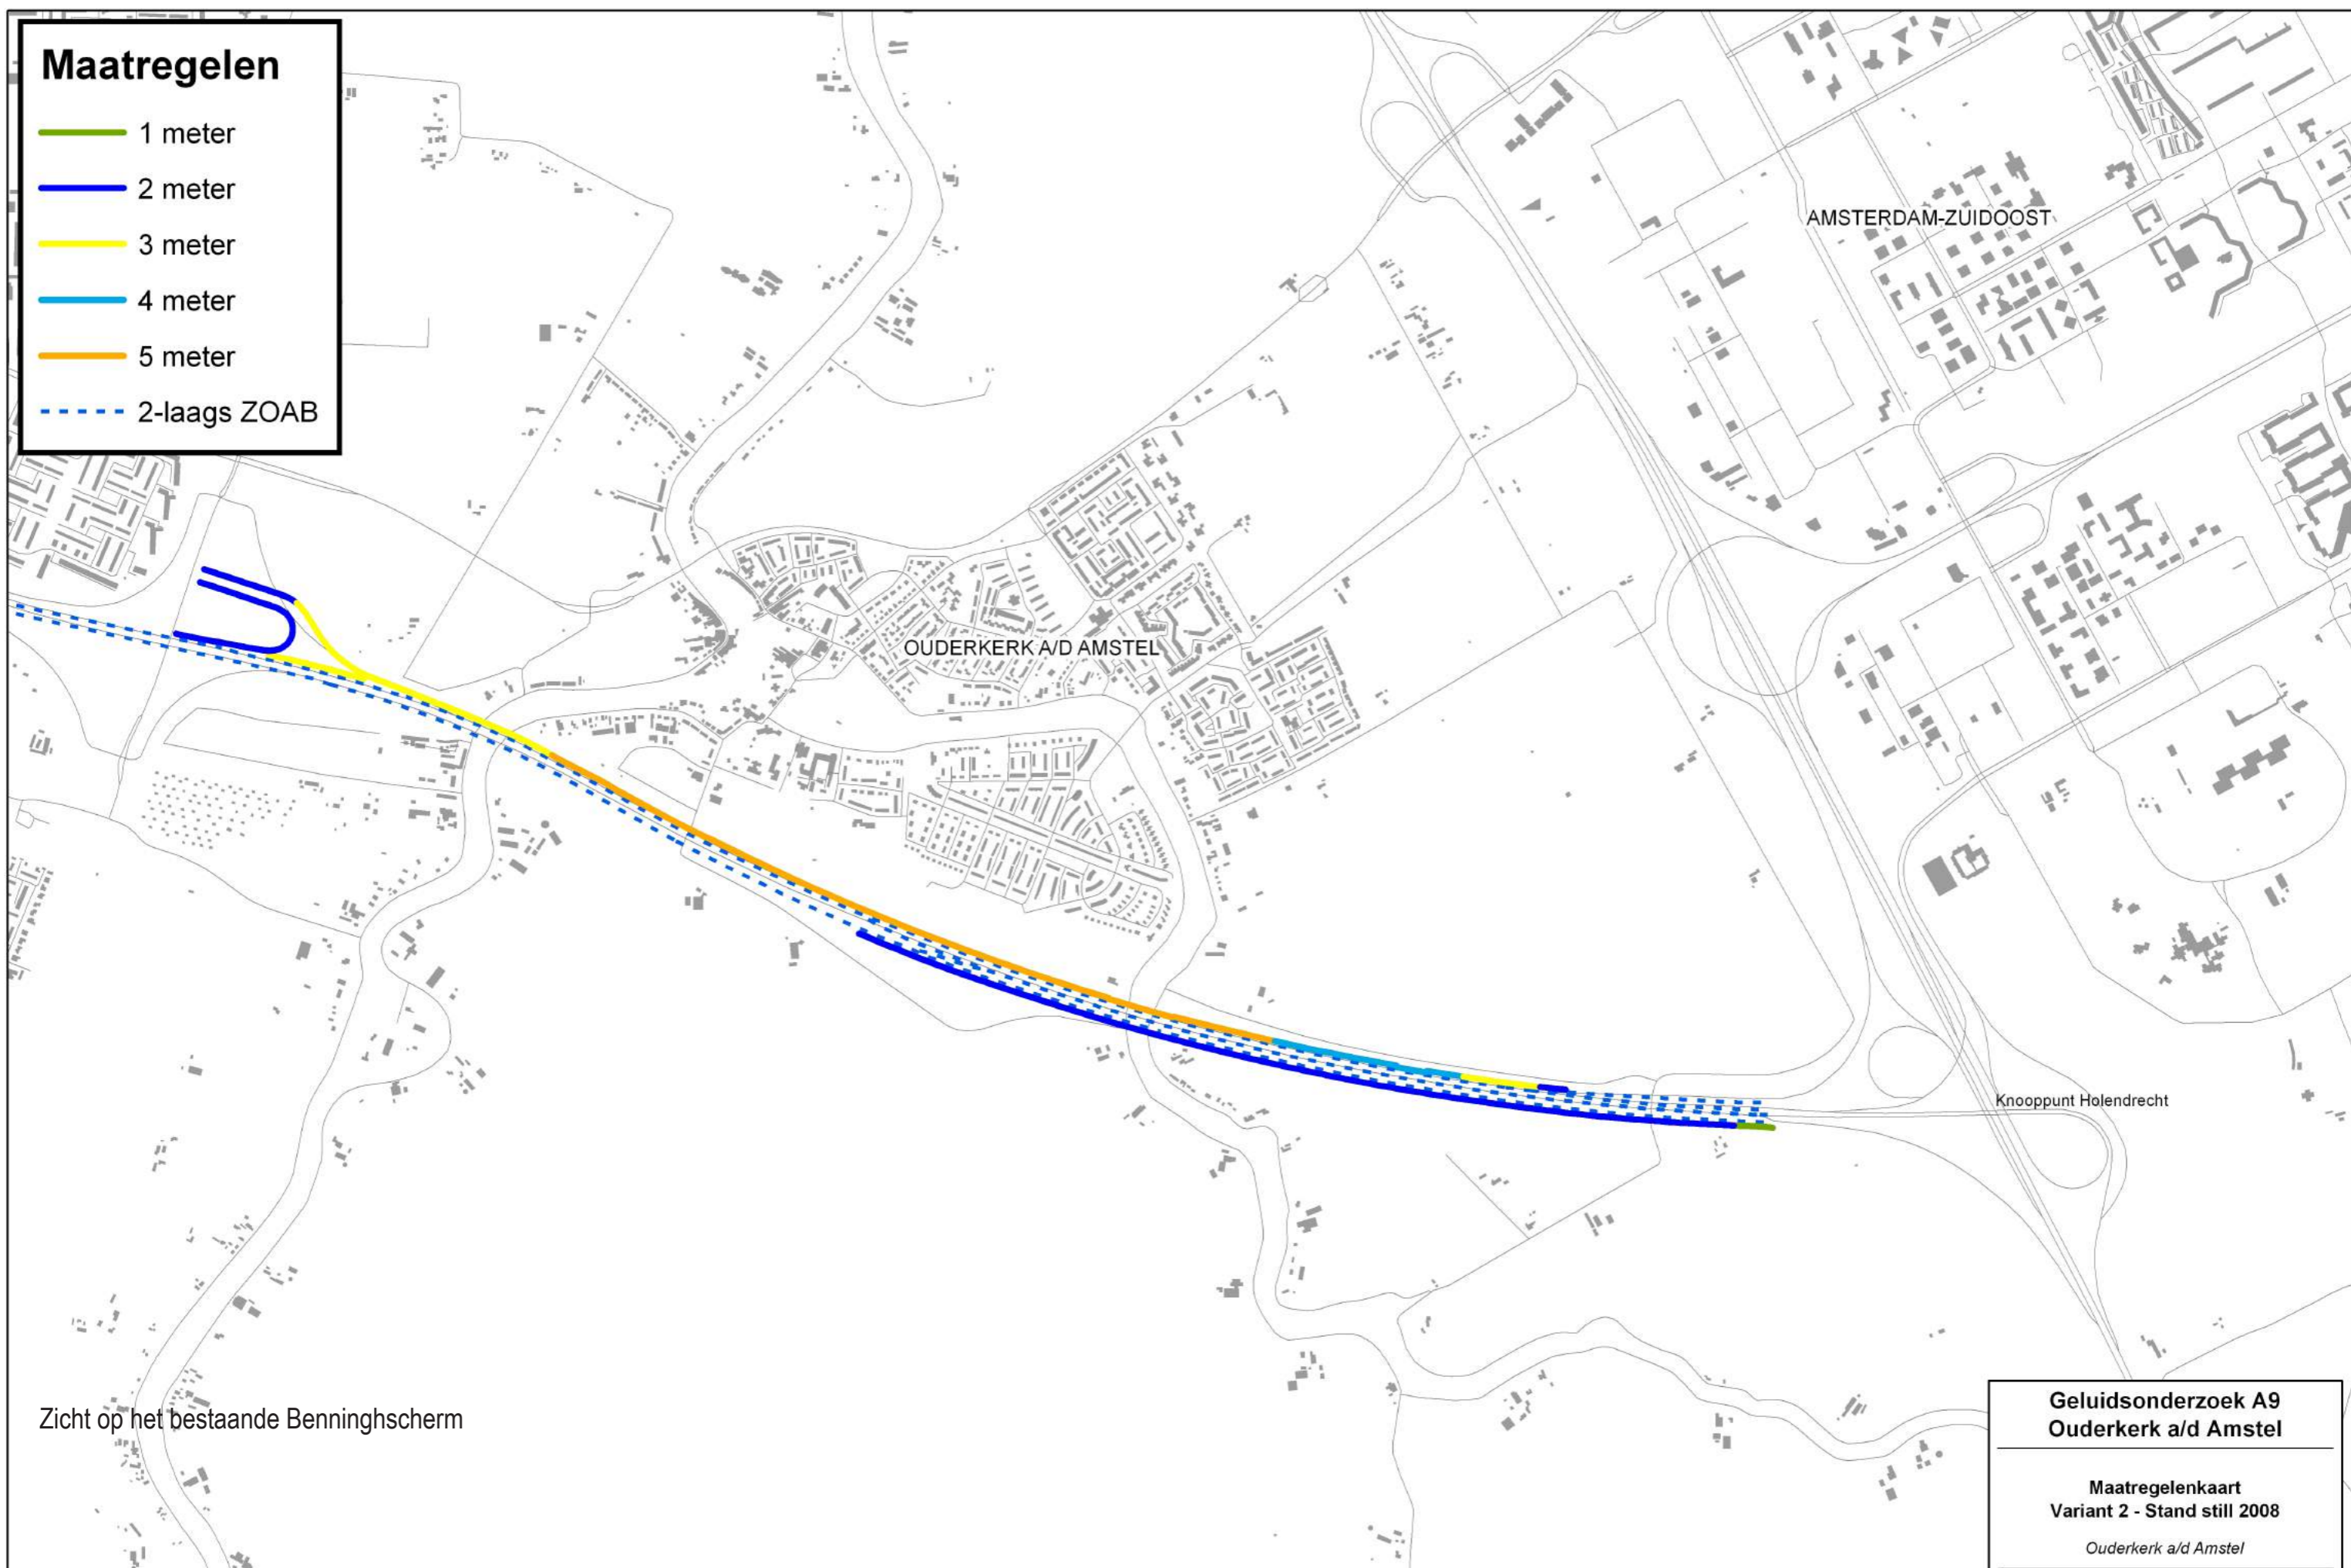 Maatregelen
1 meter
2 meter
3 meter
4 meter
5 meter
2-laags ZOAB
AMSTERDAM-ZUIDOOST
OUDERKERK A/D AMSTEL
Knooppunt Holendrecht
Zicht op het bestaande Benninghscherm
Geluidsonderzoek A9
Ouderkerk a/d Amstel
Maatregelenkaart
Variant 2 - Stand still 2008
Ouderkerk a/d Amstel